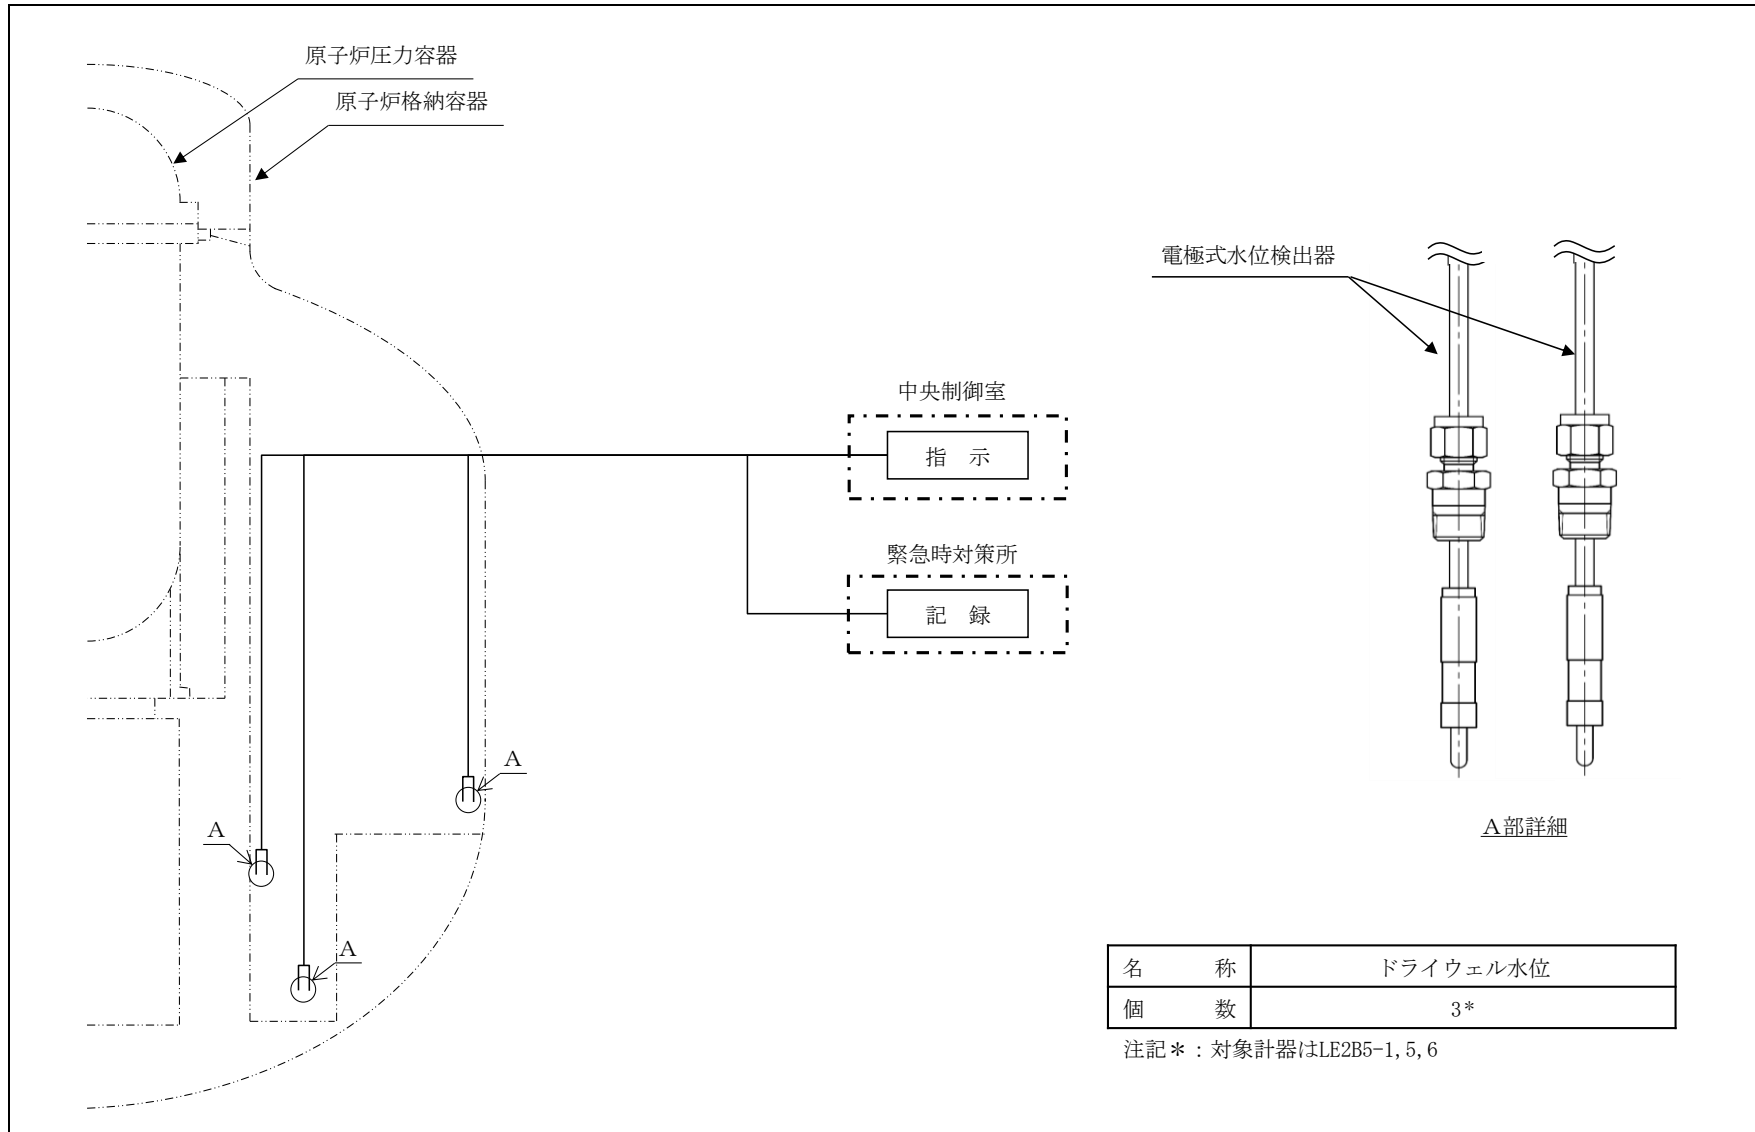 原子炉圧力容器
原子炉格納容器
電極式水位検出器
中央制御室
指 示
緊急時対策所
記 録
A
A
A
A部詳細
名 称 ドライウェル水位
個 数 3*
注記*：対象計器はLE2B5-1,5,6